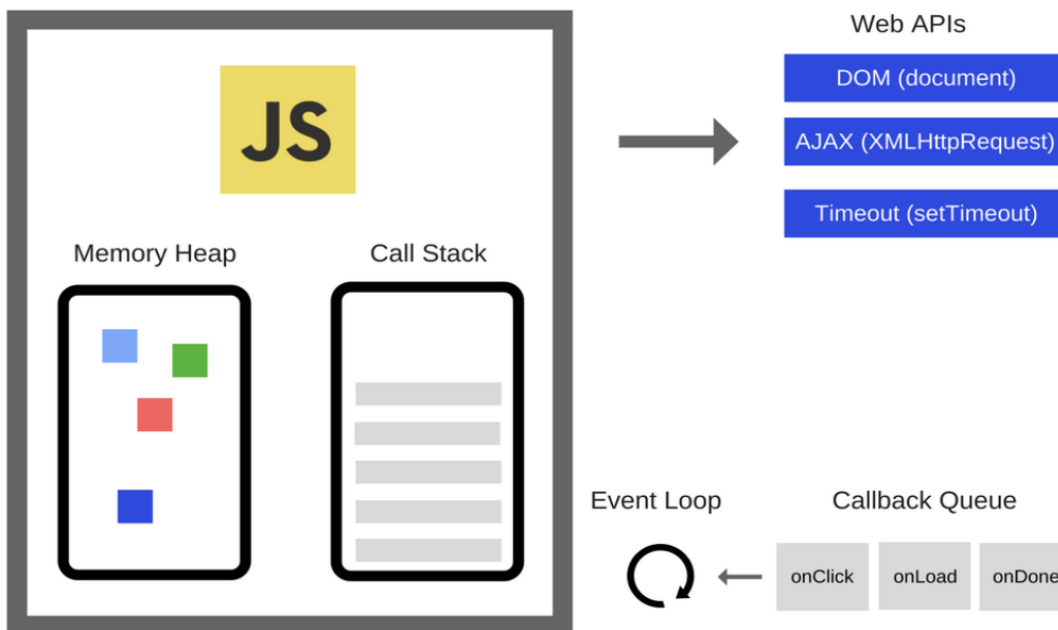 Web APIs
DOM (document)
JS
AJAX (XMLHttpRequest)
Timeout (setTimeout)
Memory Heap
Call Stack
Event Loop
Callback Queue
onClick
onLoad
onDone